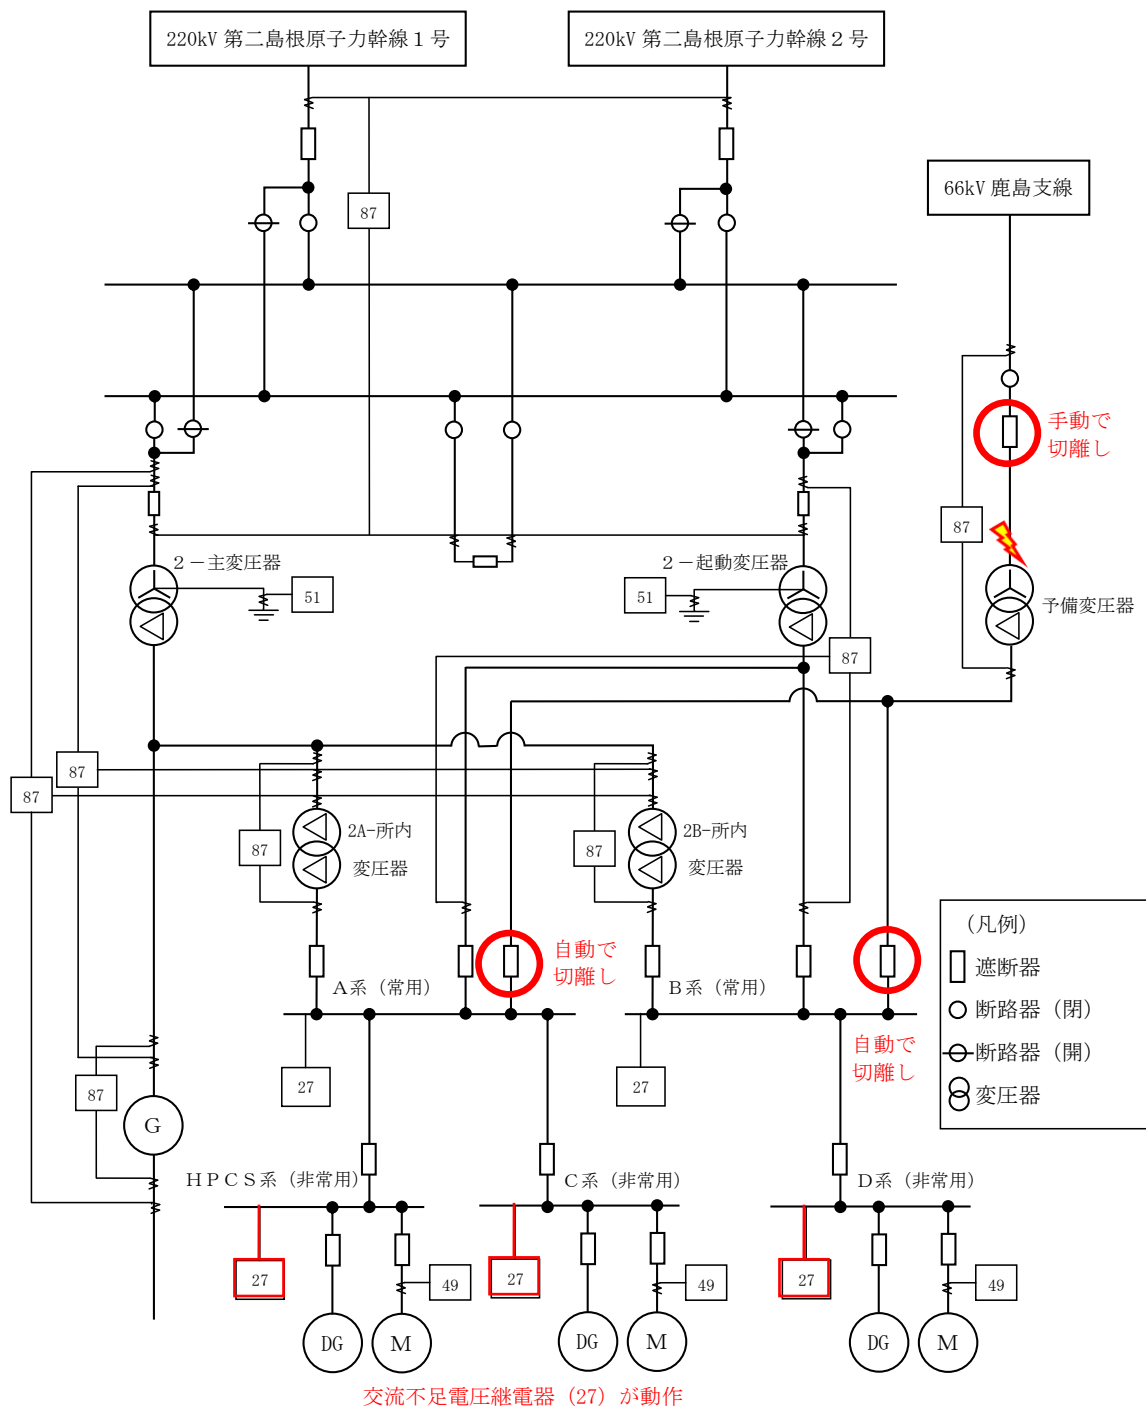 220kV 第二島根原子力幹線１号
220kV 第二島根原子力幹線２号
66kV 鹿島支線
87
手動で
切離し
87
２－主変圧器
２－起動変圧器
予備変圧器
51
51
87
87
87
2A-所内
変圧器
87
2B-所内
変圧器
87
（凡例）
遮断器
断路器（閉）
断路器（開）
変圧器
自動で
切離し
Ａ系（常用）
Ｂ系（常用）
自動で
切離し
27
27
87
G
ＨＰＣＳ系（非常用）
Ｃ系（非常用）
Ｄ系（非常用）
27
49
27
49
27
49
DG
M
DG
M
DG
M
交流不足電圧継電器（27）が動作